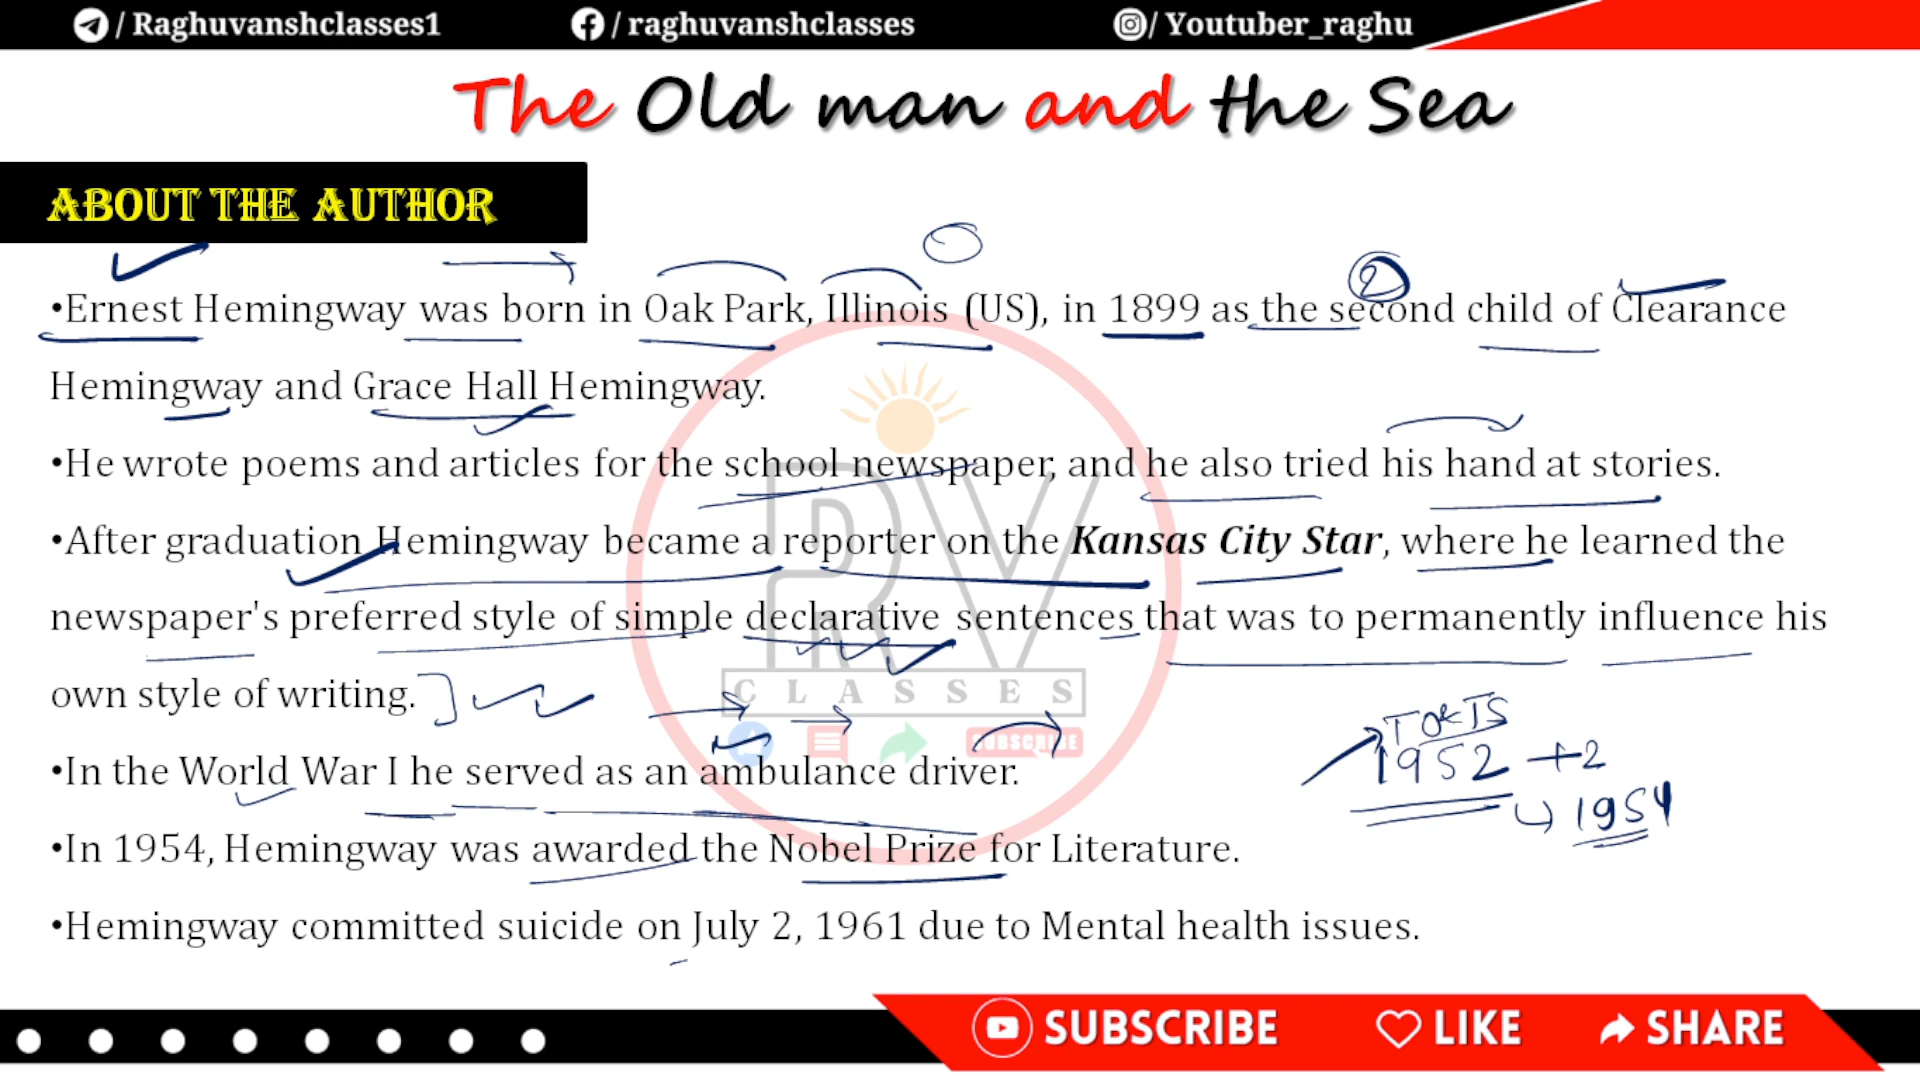 / Raghuvanshclasses1
/ raghuvanshclasses
/ Youtuber_raghu
The Old man and the Sea
ABOUT THE AUTHOR
2
•Ernest Hemingway was born in Oak Park, Illinois (US), in 1899 as the second child of Clearance
Hemingway and Grace Hall Hemingway.
•He wrote poems and articles for the school newspaper, and he also tried his hand at stories.
•After graduation Hemingway became a reporter on the Kansas City Star, where he learned the
newspaper's preferred style of simple declarative sentences that was to permanently influence his
own style of writing.
RV
CLASSES
SUBSCRIBE
•In the World War I he served as an ambulance driver.
1952 +2
1954
•In 1954, Hemingway was awarded the Nobel Prize for Literature.
•Hemingway committed suicide on July 2, 1961 due to Mental health issues.
SUBSCRIBE
LIKE
SHARE